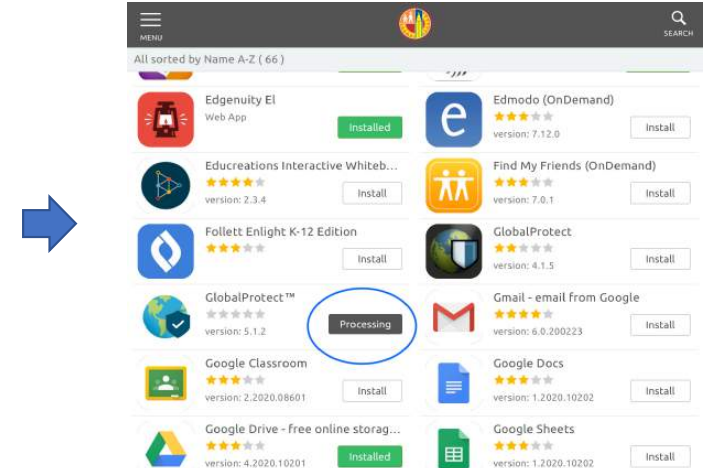 MENU
SEARCH
All sorted by Name A-Z ( 66 )
Edgenuity El
Web App
Installed
Edmodo (OnDemand)
version: 7.12.0
Install
Educreations Interactive Whiteb...
version: 2.3.4
Install
Find My Friends (OnDemand)
version: 7.0.1
Install
Follett Enlight K-12 Edition
Install
GlobalProtect
version: 4.1.5
Install
GlobalProtect™
version: 5.1.2
Processing
Gmail - email from Google
version: 6.0.200223
Install
Google Classroom
version: 2.2020.08601
Install
Google Docs
version: 1.2020.10202
Install
Google Drive - free online storag...
version: 4.2020.10201
Installed
Google Sheets
version: 1.2020.10202
Install